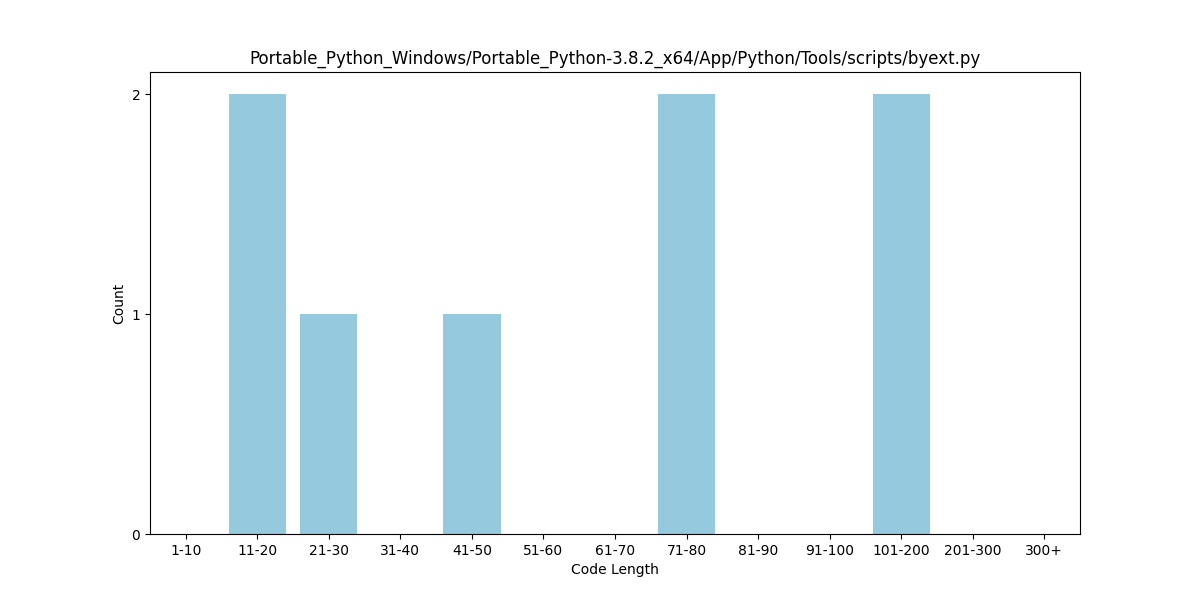 Portable_Python_Windows/Portable_Python-3.8.2_x64/App/Python/Tools/scripts/byext.py
2
1
0
Count
1-10 11-20 21-30 31-40 41-50 51-60 61-70 71-80 81-90 91-100 101-200 201-300 300+
Code Length